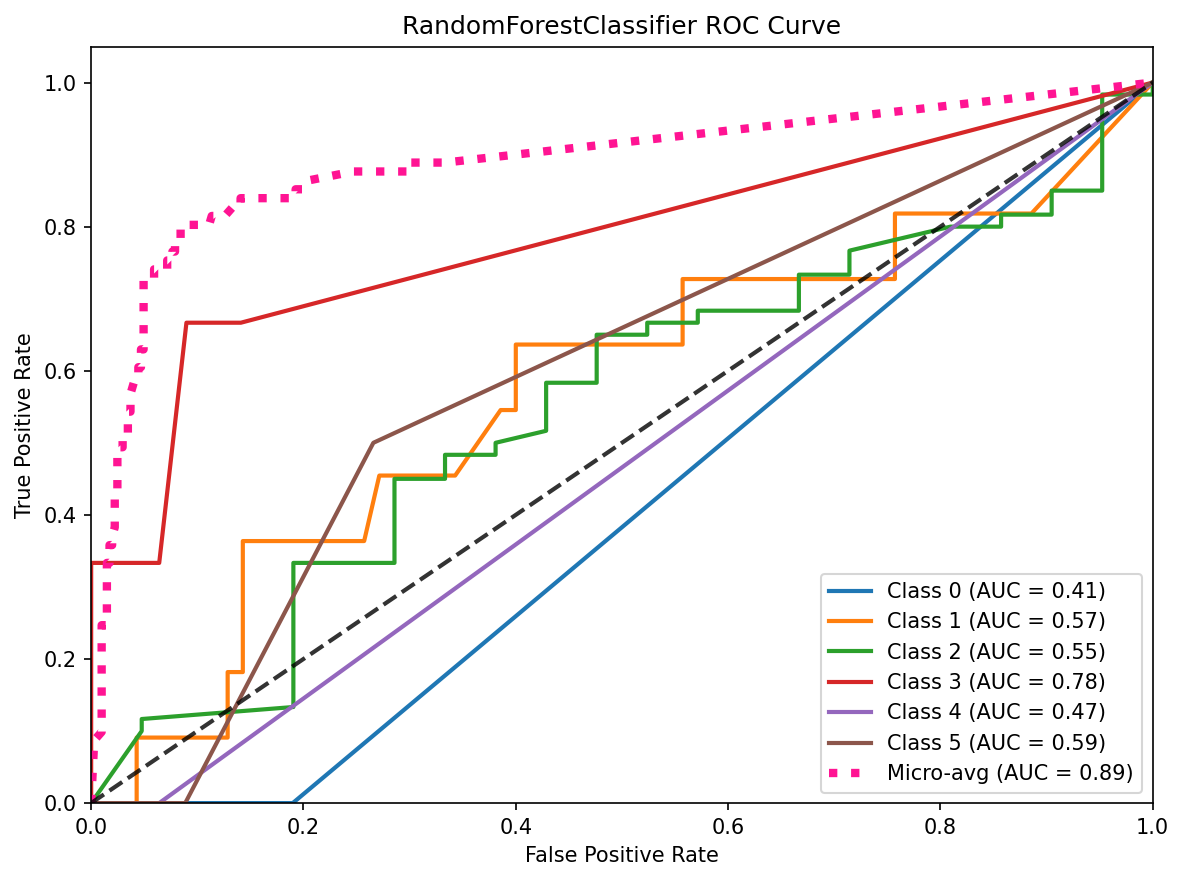 RandomForestClassifier ROC Curve
True Positive Rate
1.0
0.8
0.6
0.4
0.2
0.0
Class 0 (AUC = 0.41)
Class 1 (AUC = 0.57)
Class 2 (AUC = 0.55)
Class 3 (AUC = 0.78)
Class 4 (AUC = 0.47)
Class 5 (AUC = 0.59)
Micro-avg (AUC = 0.89)
0.0 0.2 0.4 0.6 0.8 1.0
False Positive Rate